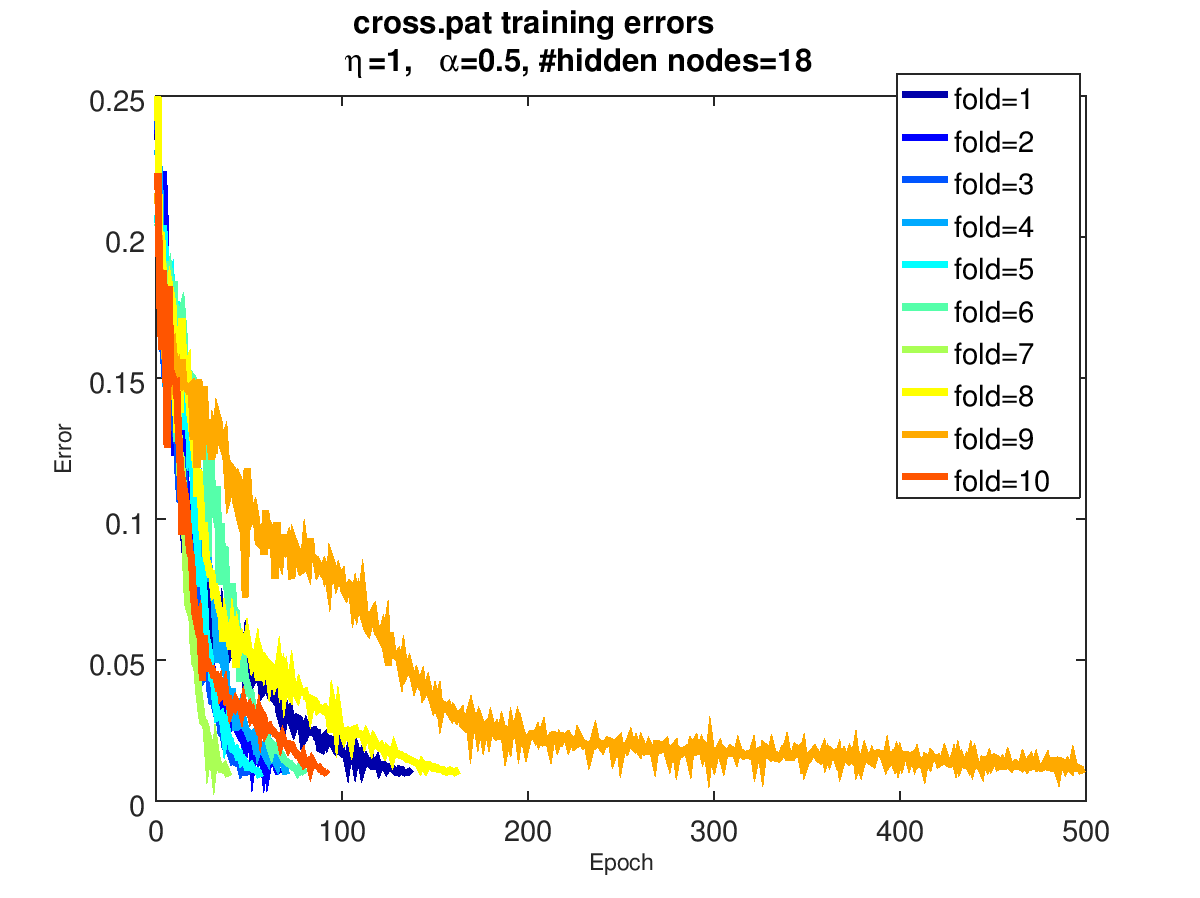 cross.pat training errors
η=1, α=0.5, #hidden nodes=18
fold=1
fold=2
fold=3
fold=4
fold=5
fold=6
fold=7
fold=8
fold=9
fold=10
0.25
0.2
0.15
0.1
0.05
0
Error
0 100 200 300 400 500
Epoch